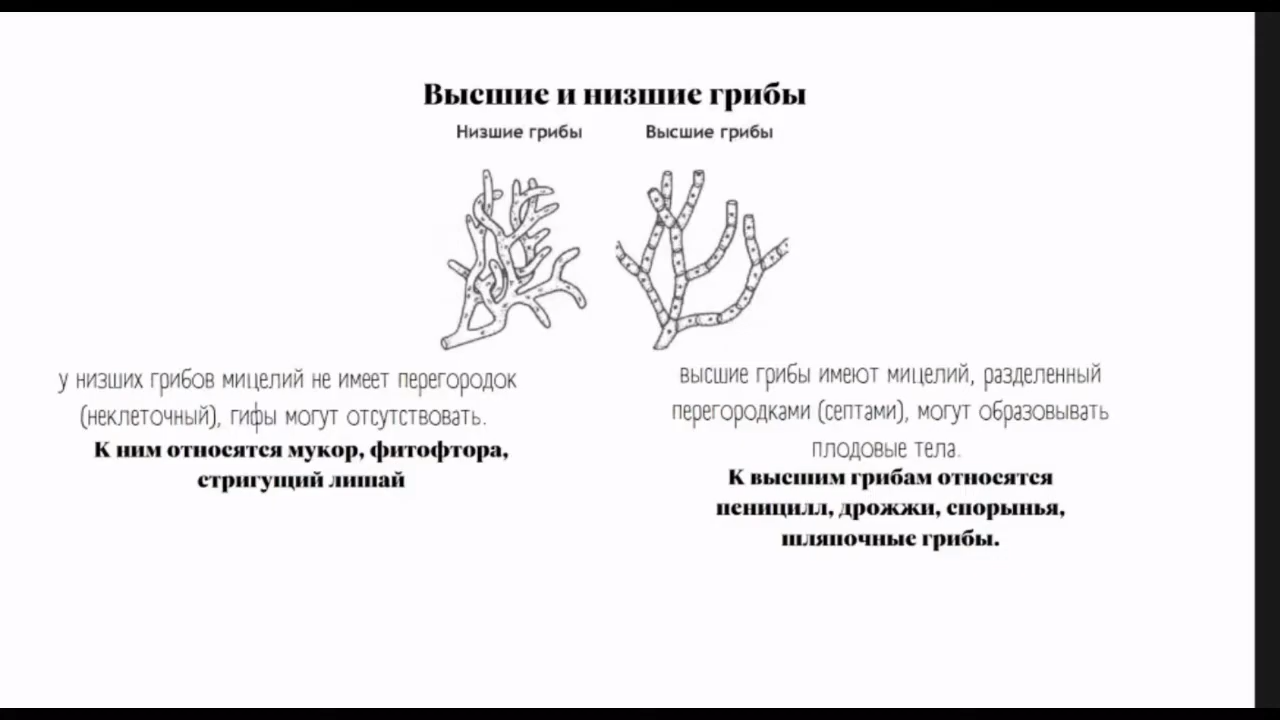 Высшие и низшие грибы
Низшие грибы
Высшие грибы
у низших грибов мицелий не имеет перегородок
(неклеточный), гифы могут отсутствовать.
К ним относятся мукор, фитофтора,
стригущий лишай
высшие грибы имеют мицелий, разделенный
перегородками (септами), могут образовывать
плодовые тела.
К высшим грибам относятся
пеницилл, дрожжи, спорынья,
шляпочные грибы.